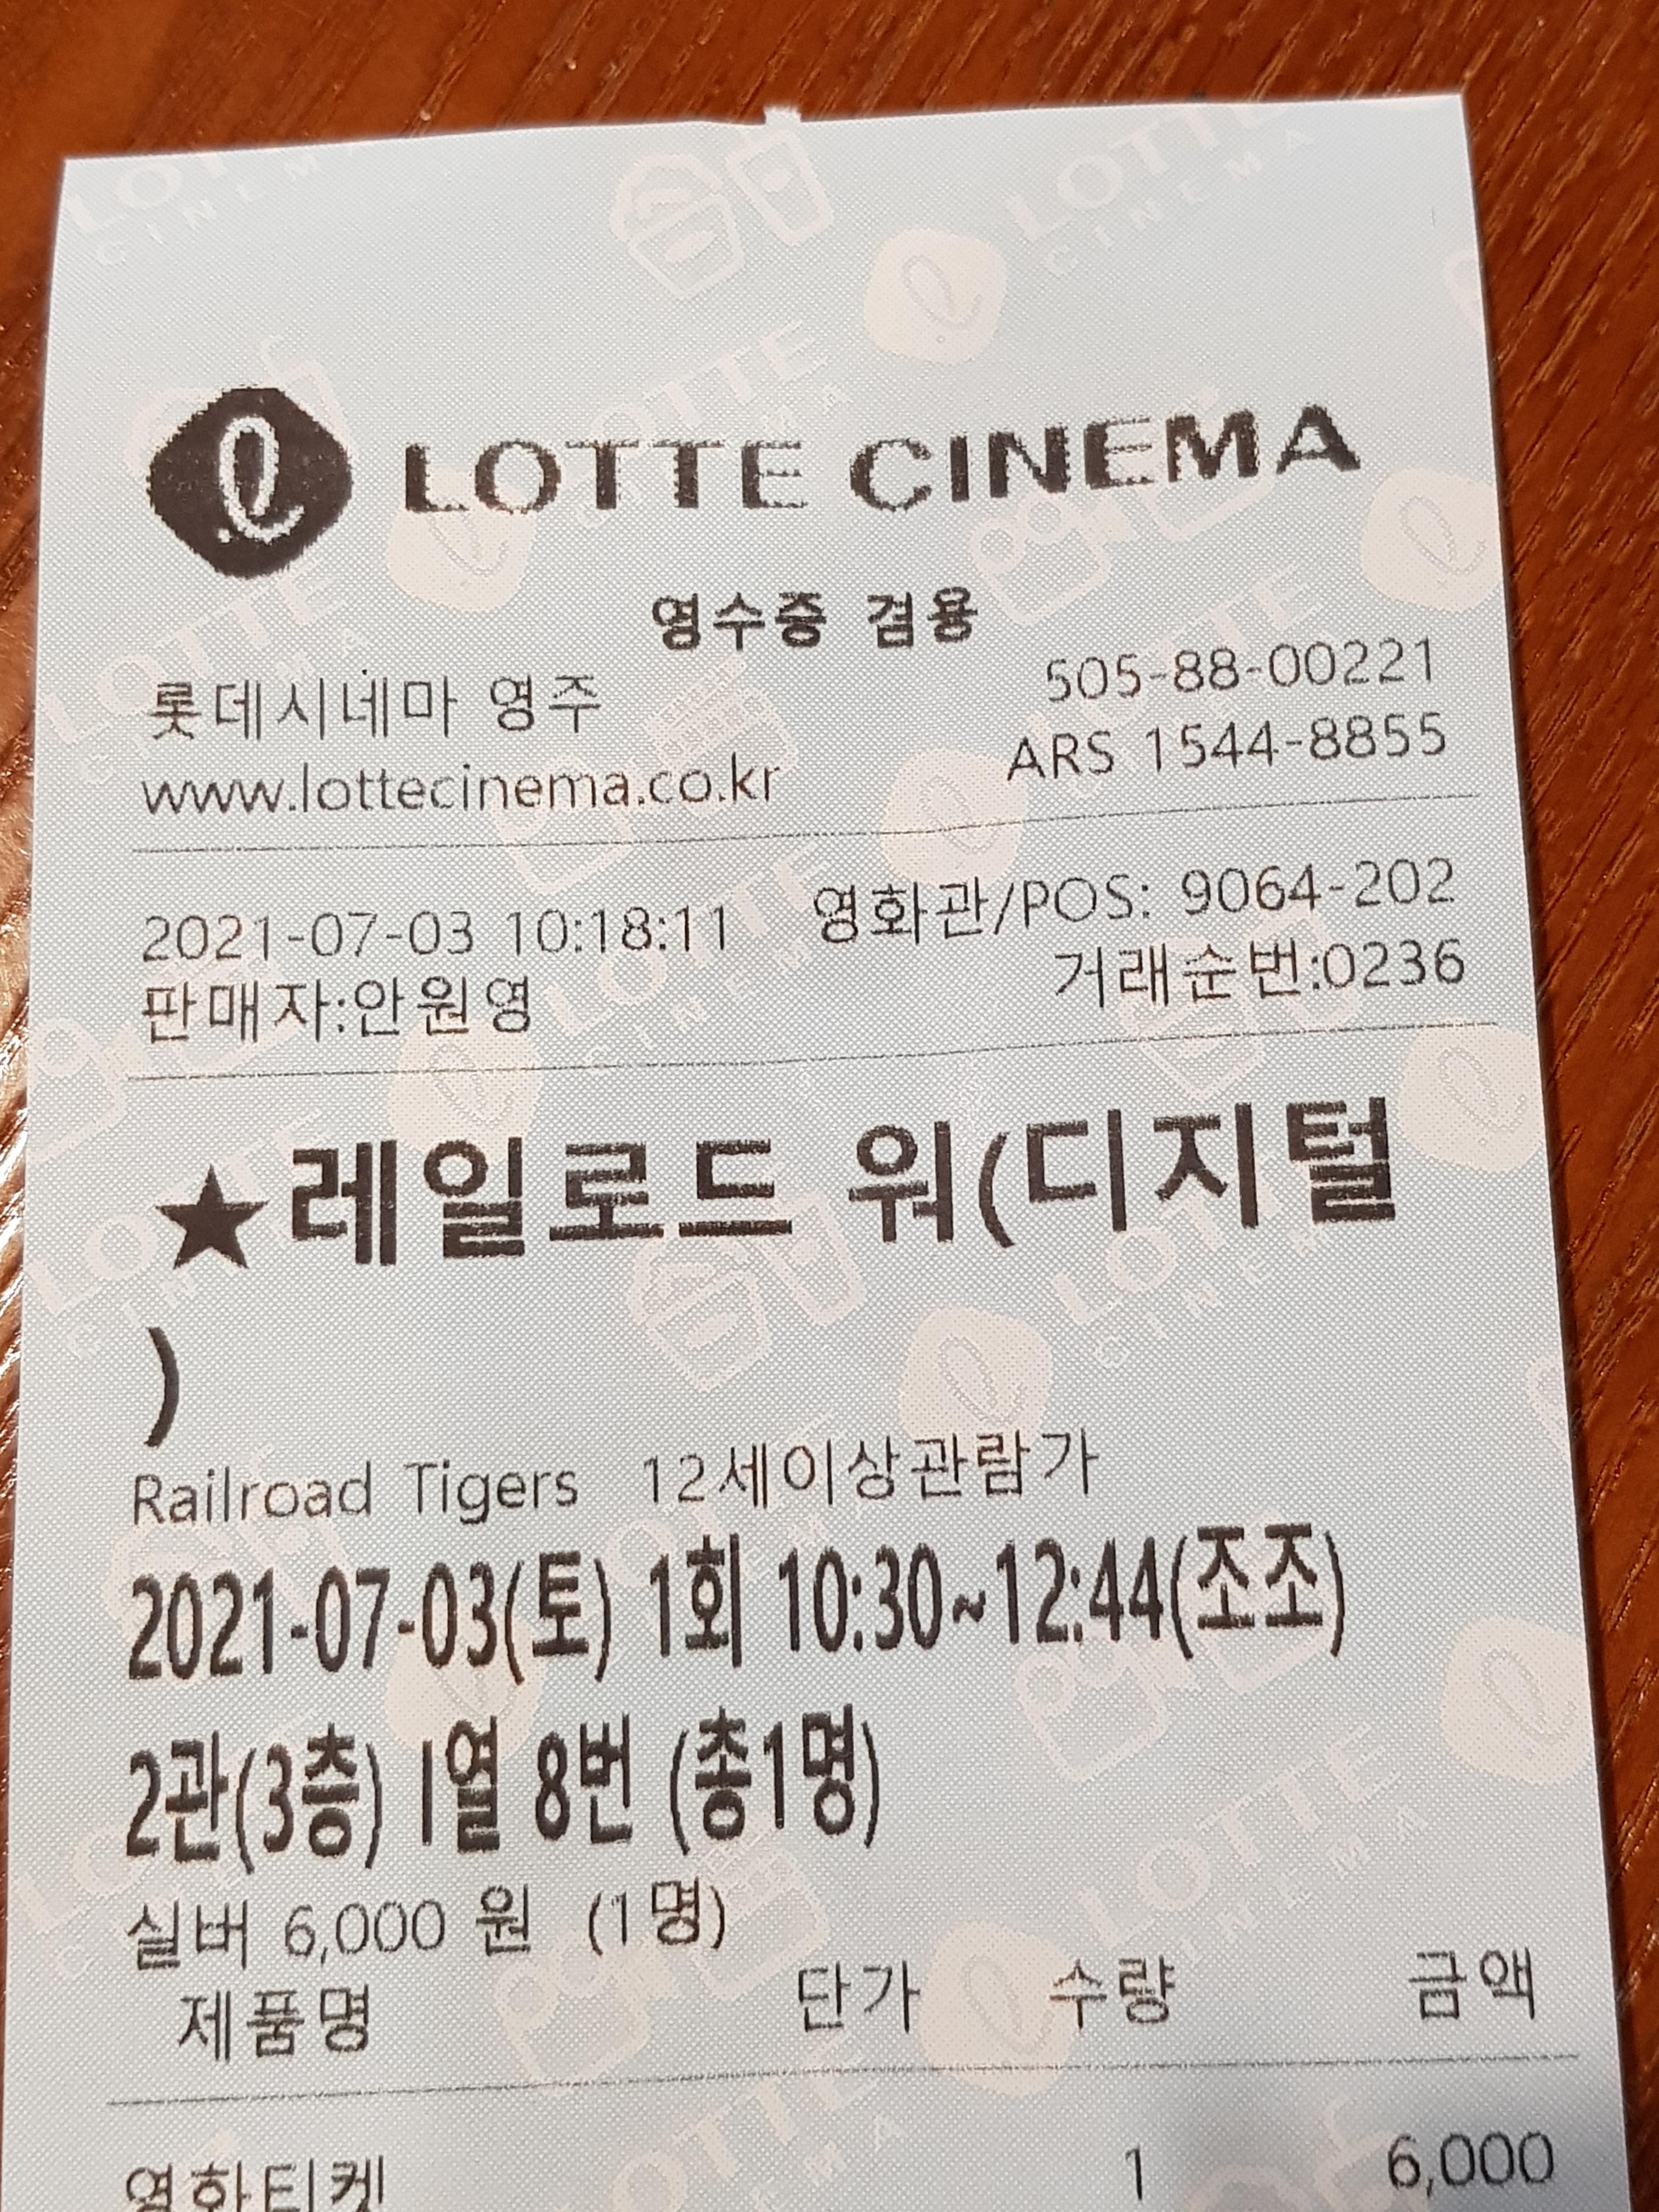 LOTTE CINEMA
영수증 겸용
롯데시네마 영주 505-88-00221
www.lottecinema.co.kr ARS 1544-8855
2021-07-03 10:18:11 영화관/POS: 9064-202
판매자:안원영 거래순번:0236
★레일로드 워(디지털
)
Railroad Tigers 12세이상관람가
2021-07-03(토) 1회 10:30~12:44(조조)
2관(3층) I열 8번 (총1명)
실버 6,000 원 (1명)
제품명 단가 수량 금액
영화티켓 1 6,000